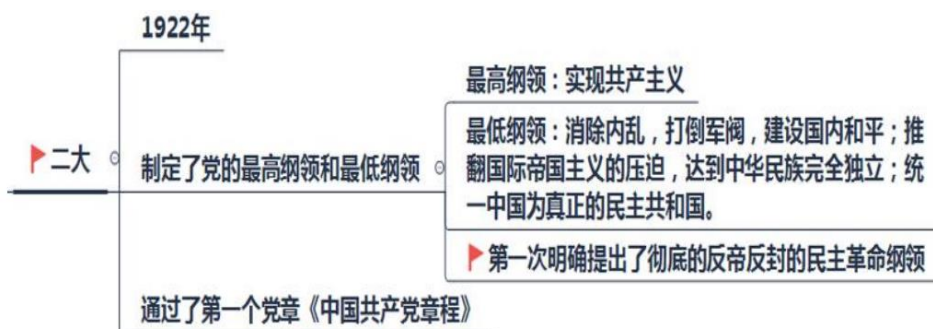 1922年
二大
制定了党的最高纲领和最低纲领
最高纲领：实现共产主义
最低纲领：消除内乱，打倒军阀，建设国内和平；推
翻国际帝国主义的压迫，达到中华民族完全独立；统
一中国为真正的民主共和国。
第一次明确提出了彻底的反帝反封的民主革命纲领
通过了第一个党章《中国共产党章程》